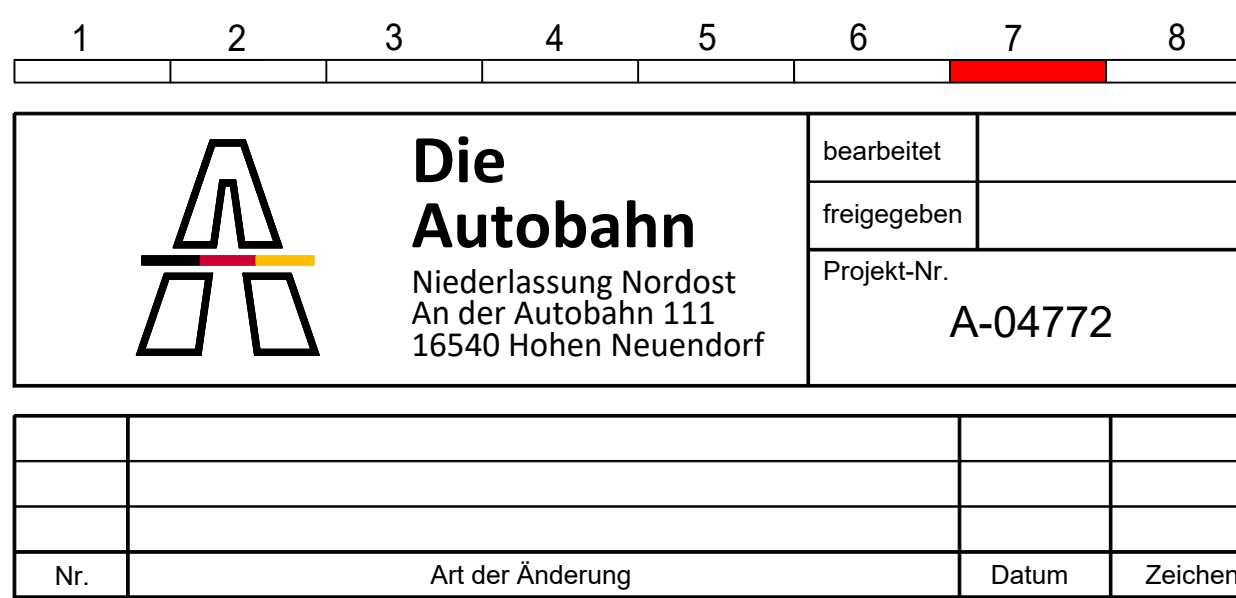 1 2 3 4 5 6 7 8
Die
Autobahn
Niederlassung Nordost
An der Autobahn 111
16540 Hohen Neuendorf
bearbeitet
freigegeben
Projekt-Nr.
A-04772
Nr. Art der Änderung Datum Zeichen